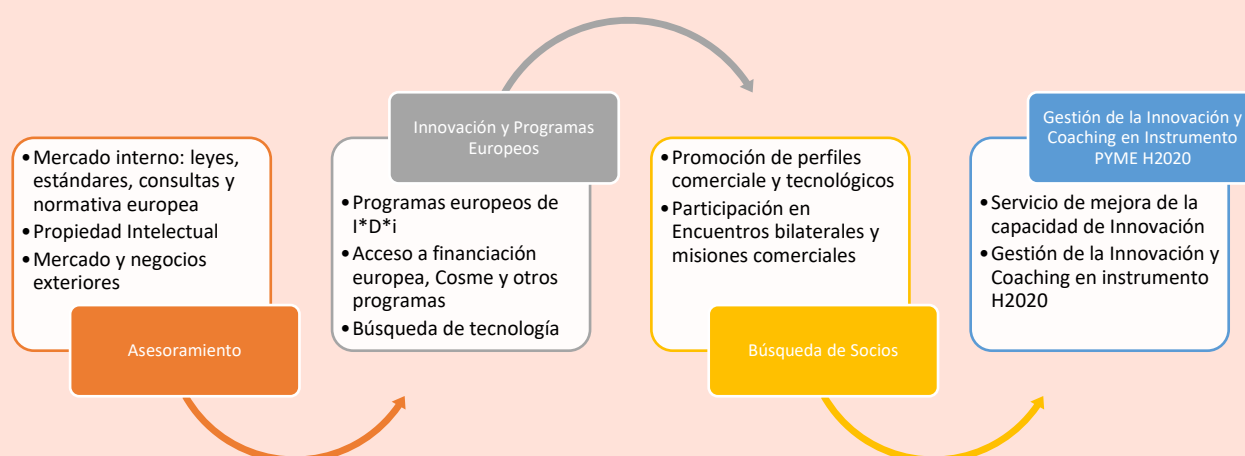 • Mercado interno: leyes,
estándares, consultas y
normativa europea
• Propiedad Intelectual
• Mercado y negocios
exteriores
Asesoramiento
Innovación y Programas
Europeos
• Programas europeos de
I*D*i
• Acceso a financiación
europea, Cosme y otros
programas
• Búsqueda de tecnología
• Promoción de perfiles
comerciale y tecnológicos
• Participación en
Encuentros bilaterales y
misiones comerciales
Búsqueda de Socios
Gestión de la Innovación y
Coaching en Instrumento
PYME H2020
• Servicio de mejora de la
capacidad de Innovación
• Gestión de la Innovación y
Coaching en instrumento
H2020